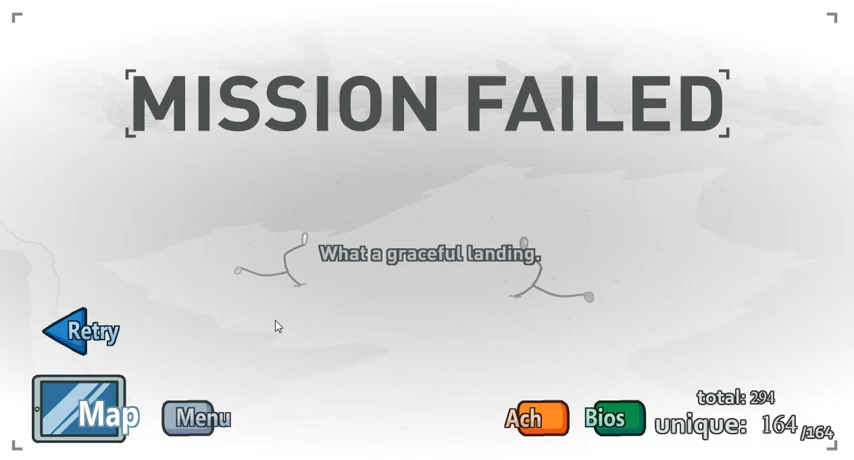 MISSION FAILED
What a graceful landing.
Retry
Map
Menu
Ach
Bios
total: 294
unique: 164 /164